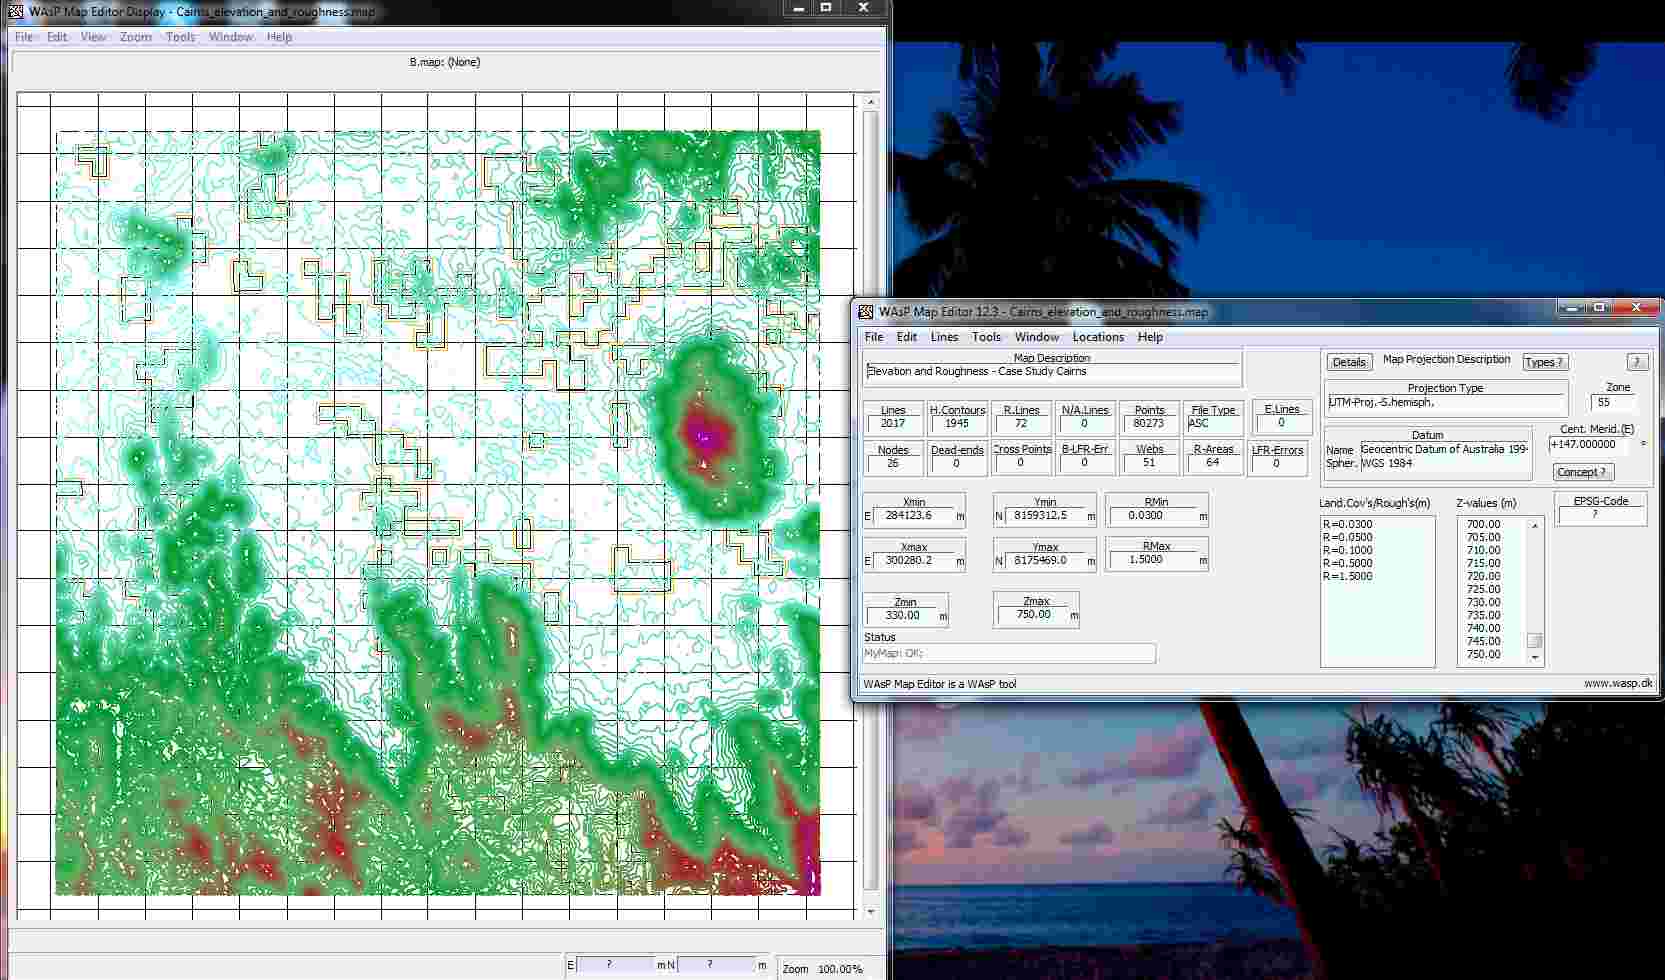 WAsP Map Editor Display - Cairns_elevation_and_roughness.map
File Edit View Zoom Tools Window Help
B.map: (None)
E ? m N ? m Zoom 100.00%
WAsP Map Editor 12.3 - Cairns_elevation_and_roughness.map
File Edit Lines Tools Window Locations Help
Map Description
Elevation and Roughness - Case Study Cairns
Lines H.Contours R.Lines N/A.Lines Points File Type E.Lines
2017 1945 72 0 80273 ASC 0
Nodes Dead-ends Cross Points B-LFR-Err Webs R-Areas LFR-Errors
26 0 0 0 51 64 0
Xmin Ymin RMin
E 284123.6 m N 8159312.5 m 0.0300 m
Xmax Ymax RMax
E 300280.2 m N 8175469.0 m 1.5000 m
Zmin Zmax
330.00 m 750.00 m
Status
MyMap: OK;
WAsP Map Editor is a WAsP tool
Details Map Projection Description Types ? ?
Projection Type Zone
UTM-Proj.-S.hemisph. 55
Datum Cent. Merid.(E)
Name Geocentric Datum of Australia 199 +147.000000 °
Spher. WGS 1984
Concept ?
Land.Cov's/Rough's(m) Z-values (m) EPSG-Code
?
R=0.0300
R=0.0500
R=0.1000
R=0.5000
R=1.5000
700.00
705.00
710.00
715.00
720.00
725.00
730.00
735.00
740.00
745.00
750.00
www.wasp.dk